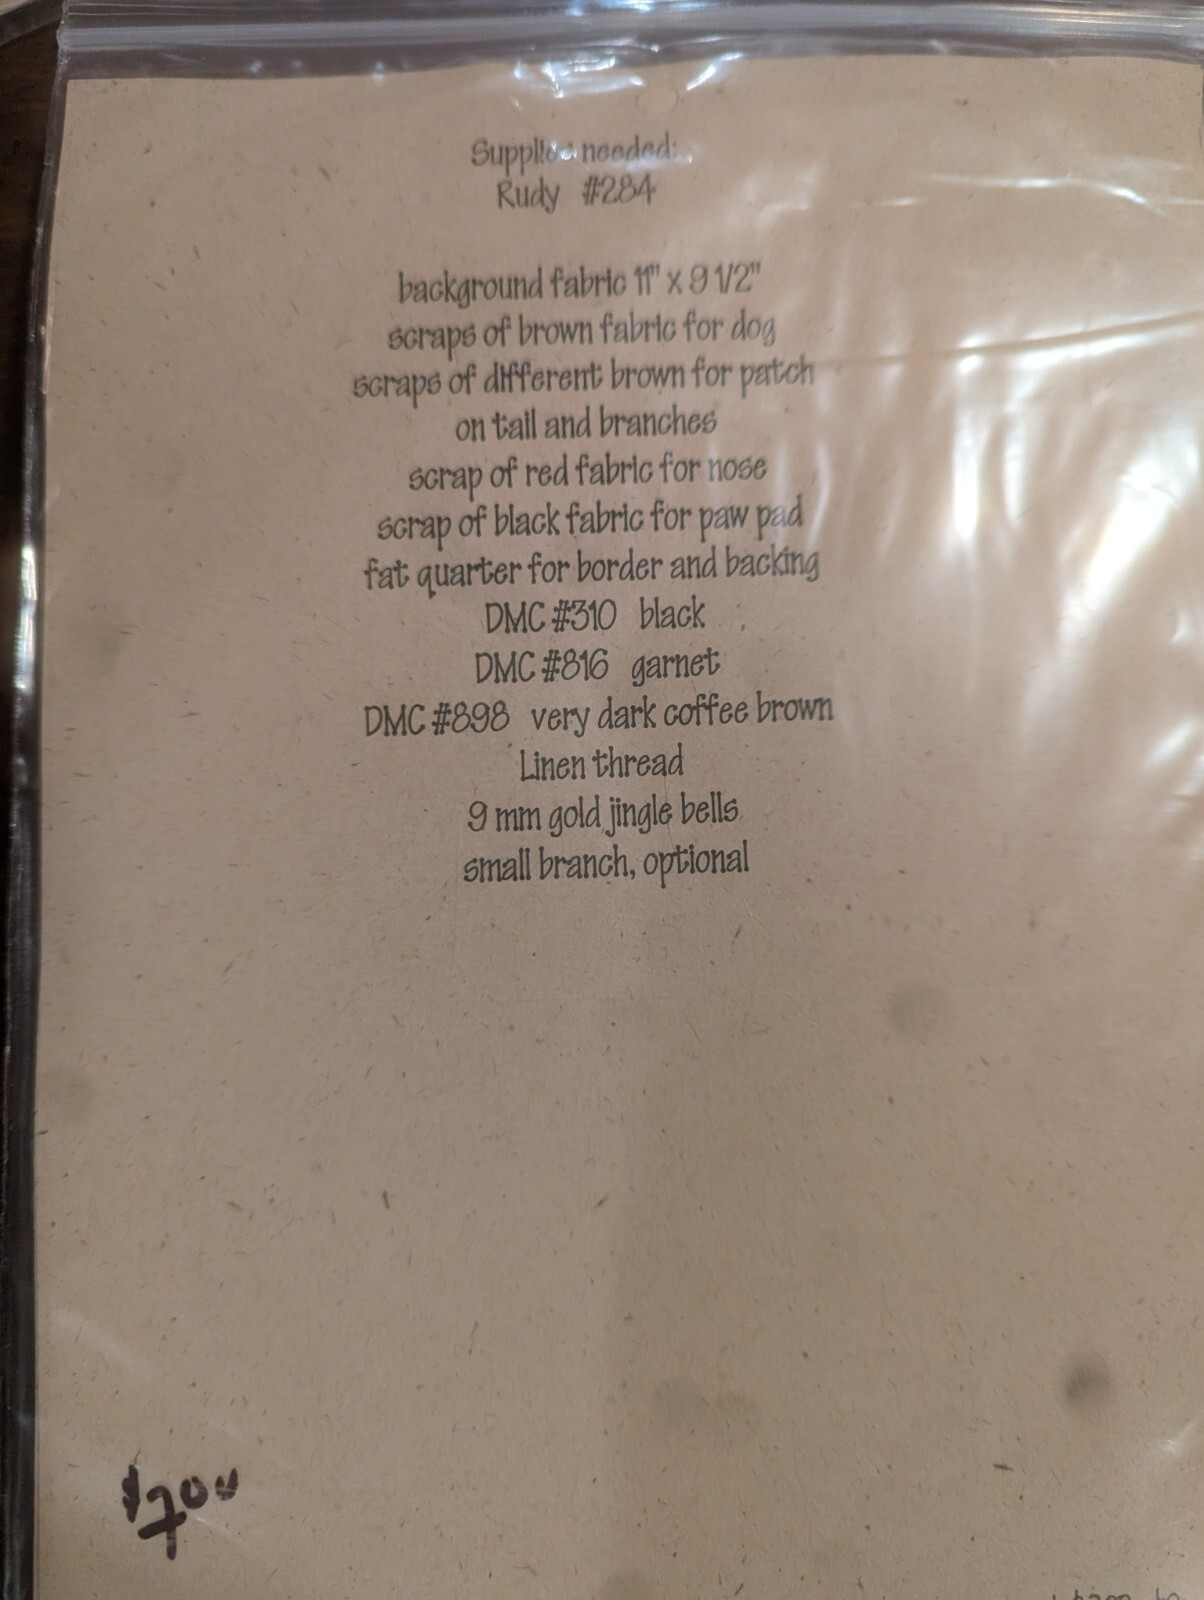 Supplies needed:
Rudy #284
background fabric 11" x 9 1/2"
scraps of brown fabric for dog
scraps of different brown for patch
on tail and branches
scrap of red fabric for nose
scrap of black fabric for paw pad
fat quarter for border and backing
DMC #310 black
DMC #816 garnet
DMC #898 very dark coffee brown
Linen thread
9 mm gold jingle bells
small branch, optional
$7.00